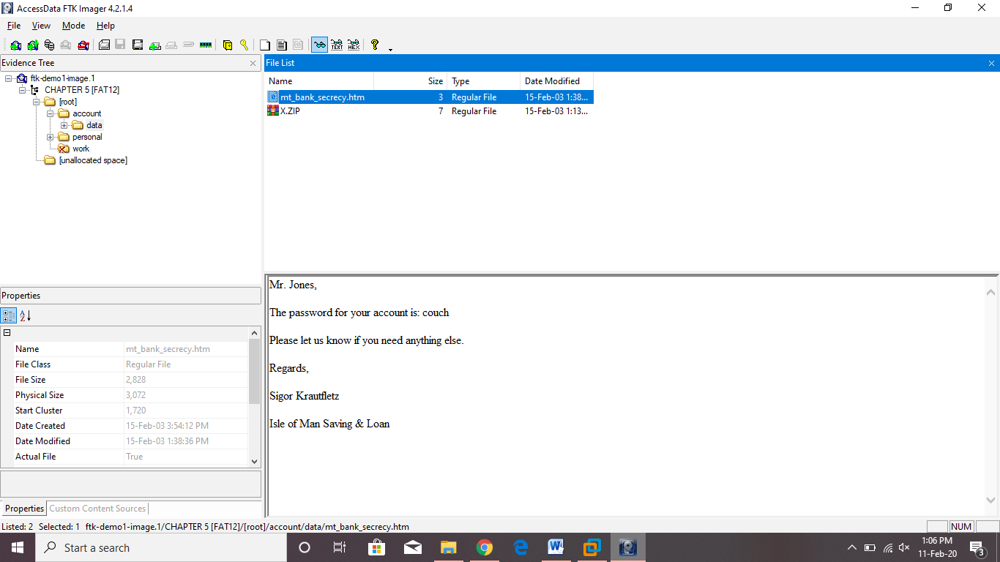 AccessData FTK Imager 4.2.1.4
File View Mode Help
TEXT HEX
Evidence Tree
ftk-demo1-image.1
CHAPTER 5 [FAT12]
[root]
account
data
personal
work
[unallocated space]
File List
Name Size Type Date Modified
mt_bank_secrecy.htm 3 Regular File 15-Feb-03 1:38...
X.ZIP 7 Regular File 15-Feb-03 1:13...
Properties
Name mt_bank_secrecy.htm
File Class Regular File
File Size 2,828
Physical Size 3,072
Start Cluster 1,720
Date Created 15-Feb-03 3:54:12 PM
Date Modified 15-Feb-03 1:38:36 PM
Actual File True
Properties Custom Content Sources
Mr. Jones,
The password for your account is: couch
Please let us know if you need anything else.
Regards,
Sigor Krautfletz
Isle of Man Saving & Loan
Listed: 2 Selected: 1 ftk-demo1-image.1/CHAPTER 5 [FAT12]/[root]/account/data/mt_bank_secrecy.htm
NUM
Start a search
1:06 PM
11-Feb-20
3